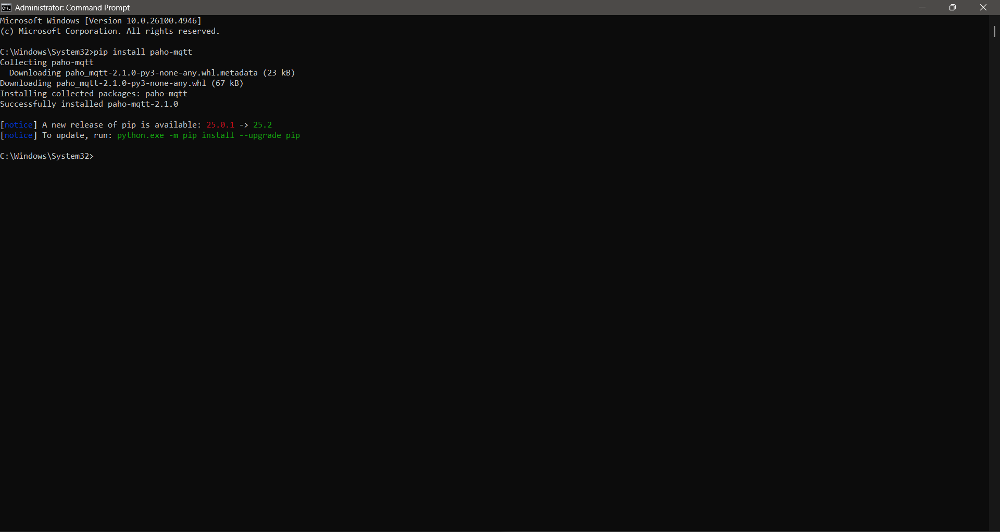 Administrator: Command Prompt
Microsoft Windows [Version 10.0.26100.4946]
(c) Microsoft Corporation. All rights reserved.
C:\Windows\System32>pip install paho-mqtt
Collecting paho-mqtt
  Downloading paho_mqtt-2.1.0-py3-none-any.whl.metadata (23 kB)
Downloading paho_mqtt-2.1.0-py3-none-any.whl (67 kB)
Installing collected packages: paho-mqtt
Successfully installed paho-mqtt-2.1.0
[notice] A new release of pip is available: 25.0.1 -> 25.2
[notice] To update, run: python.exe -m pip install --upgrade pip
C:\Windows\System32>